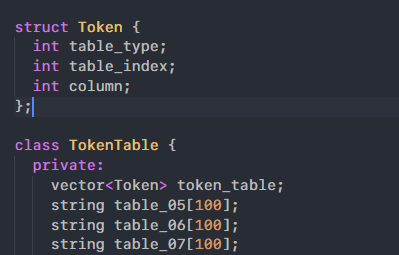 struct Token {
int table_type;
int table_index;
int column;
};
class TokenTable {
private:
vector<Token> token_table;
string table_05[100];
string table_06[100];
string table_07[100];